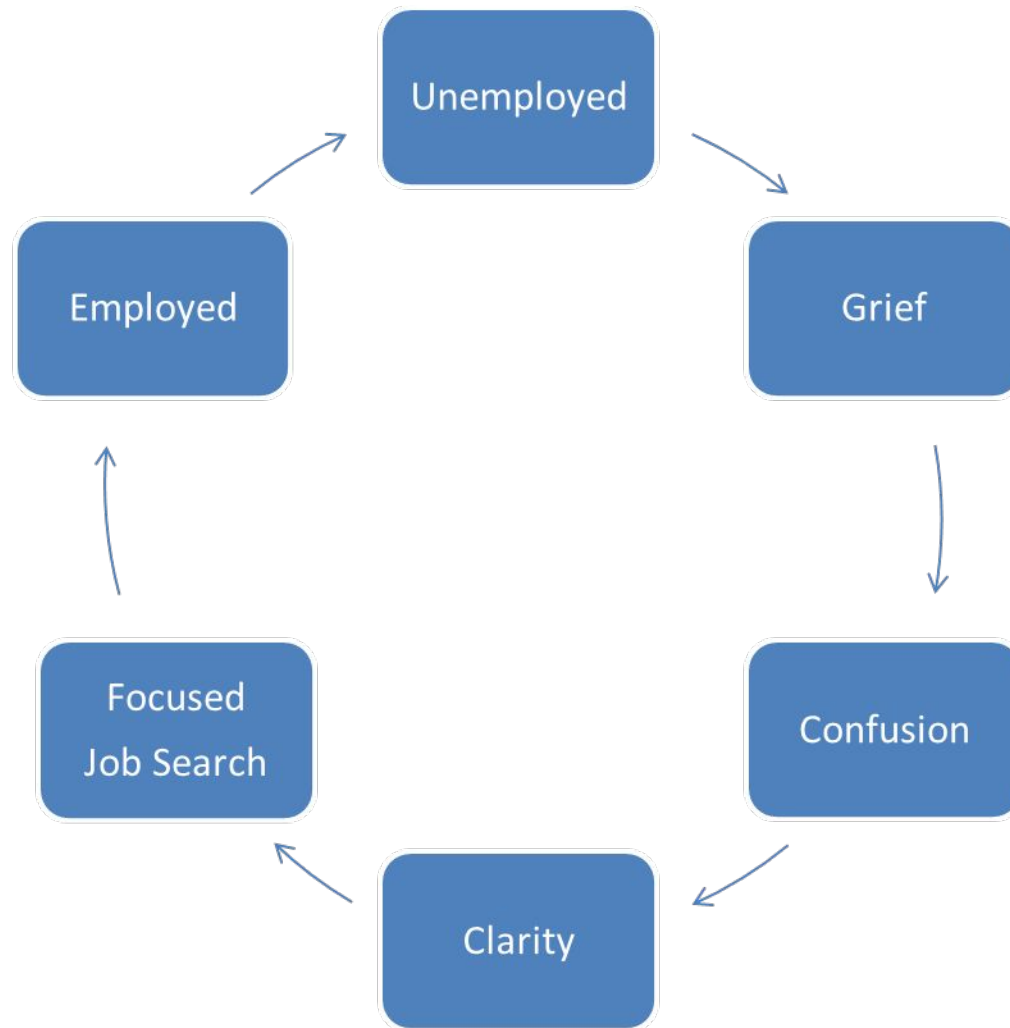 Unemployed
Grief
Confusion
Clarity
Focused
Job Search
Employed